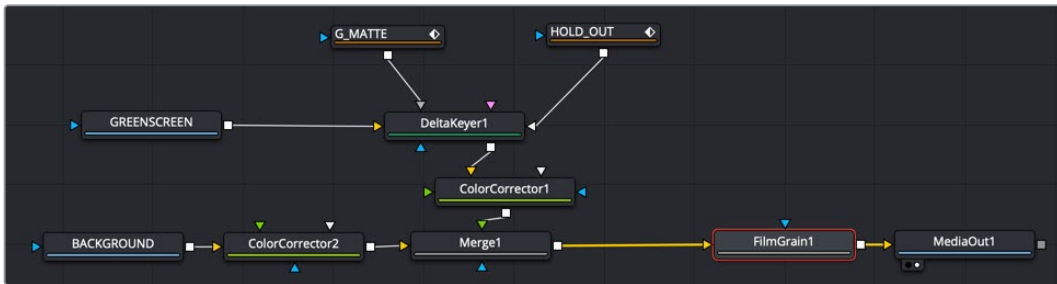 G_MATTE
HOLD_OUT
GREENSCREEN
DeltaKeyer1
ColorCorrector1
BACKGROUND
ColorCorrector2
Merge1
FilmGrain1
MediaOut1